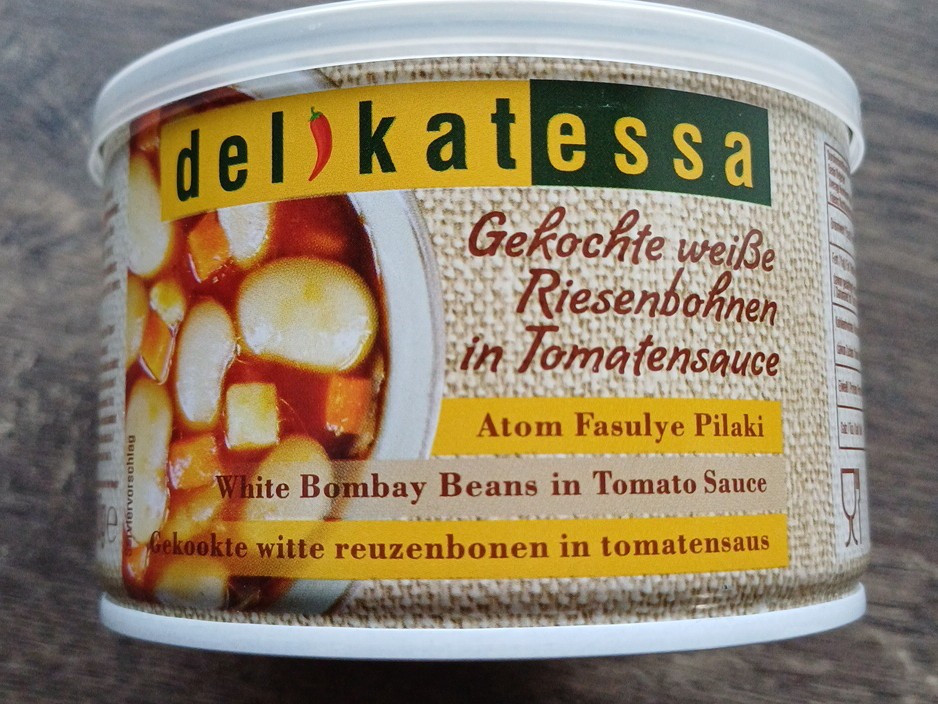 delikatessa
Gekochte weiße
Riesenbohnen
in Tomatensauce
Atom Fasulye Pilaki
White Bombay Beans in Tomato Sauce
Gekookte witte reuzenbonen in tomatensaus